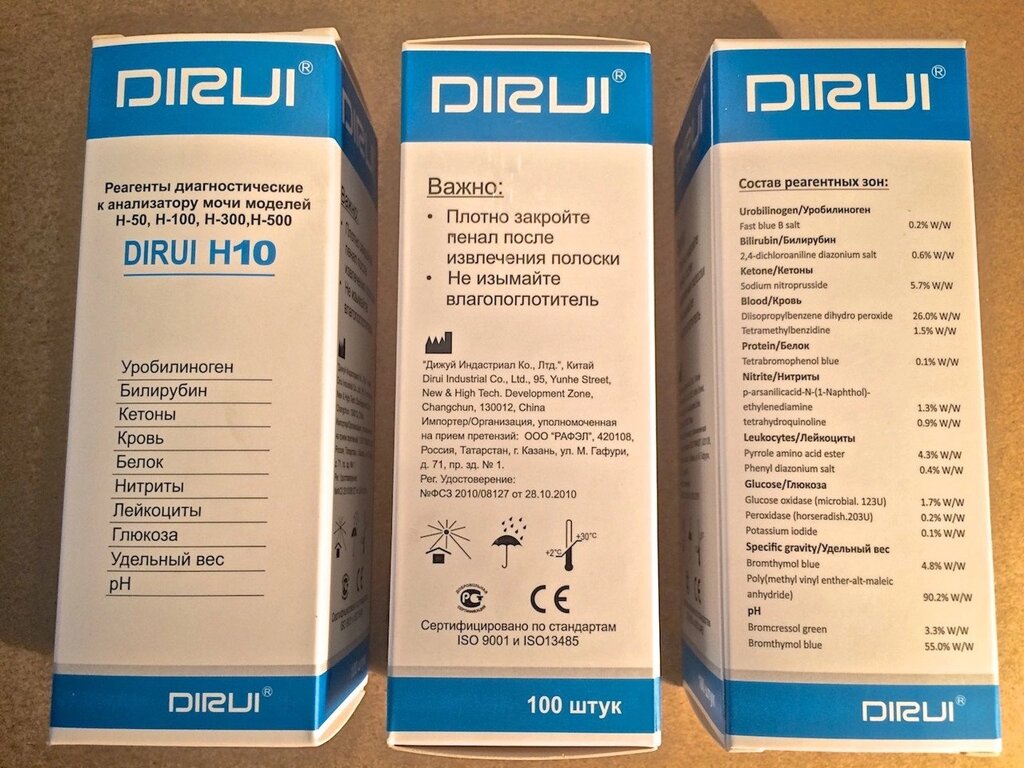 DIRUI®
Реагенты диагностические
к анализатору мочи моделей
H-50, H-100, H-300,H-500
DIRUI H10
Уробилиноген
Билирубин
Кетоны
Кровь
Белок
Нитриты
Лейкоциты
Глюкоза
Удельный вес
pH
DIRUI®
DIRUI®
Важно:
• Плотно закройте
пенал после
извлечения полоски
• Не изымайте
влагопоглотитель
"Дижуй Индастриал Ко., Лтд.", Китай
Dirui Industrial Co., Ltd., 95, Yunhe Street,
New & High Tech. Development Zone,
Changchun, 130012, China
Импортер/Организация, уполномоченная
на прием претензий: ООО "РАФЭЛ", 420108,
Россия, Татарстан, г. Казань, ул. М. Гафури,
д. 71, пр. зд. № 1.
Рег. Удостоверение:
№ФСЗ 2010/08127 от 28.10.2010
+2°C
+30°C
ДОБРОВОЛЬНАЯ
СЕРТИФИКАЦИЯ
CE
Сертифицировано по стандартам
ISO 9001 и ISO13485
100 штук
DIRUI®
Состав реагентных зон:
Urobilinogen/Уробилиноген
Fast blue B salt 0.2% W/W
Bilirubin/Билирубин
2,4-dichloroaniline diazonium salt 0.6% W/W
Ketone/Кетоны
Sodium nitroprusside 5.7% W/W
Blood/Кровь
Diisopropylbenzene dihydro peroxide 26.0% W/W
Tetramethylbenzidine 1.5% W/W
Protein/Белок
Tetrabromophenol blue 0.1% W/W
Nitrite/Нитриты
p-arsanilicacid-N-(1-Naphthol)-
ethylenediamine 1.3% W/W
tetrahydroquinoline 0.9% W/W
Leukocytes/Лейкоциты
Pyrrole amino acid ester 4.3% W/W
Phenyl diazonium salt 0.4% W/W
Glucose/Глюкоза
Glucose oxidase (microbial. 123U) 1.7% W/W
Peroxidase (horseradish.203U) 0.2% W/W
Potassium iodide 0.1% W/W
Specific gravity/Удельный вес
Bromthymol blue 4.8% W/W
Poly(methyl vinyl enther-alt-maleic
anhydride) 90.2% W/W
pH
Bromcressol green 3.3% W/W
Bromthymol blue 55.0% W/W
DIRUI®